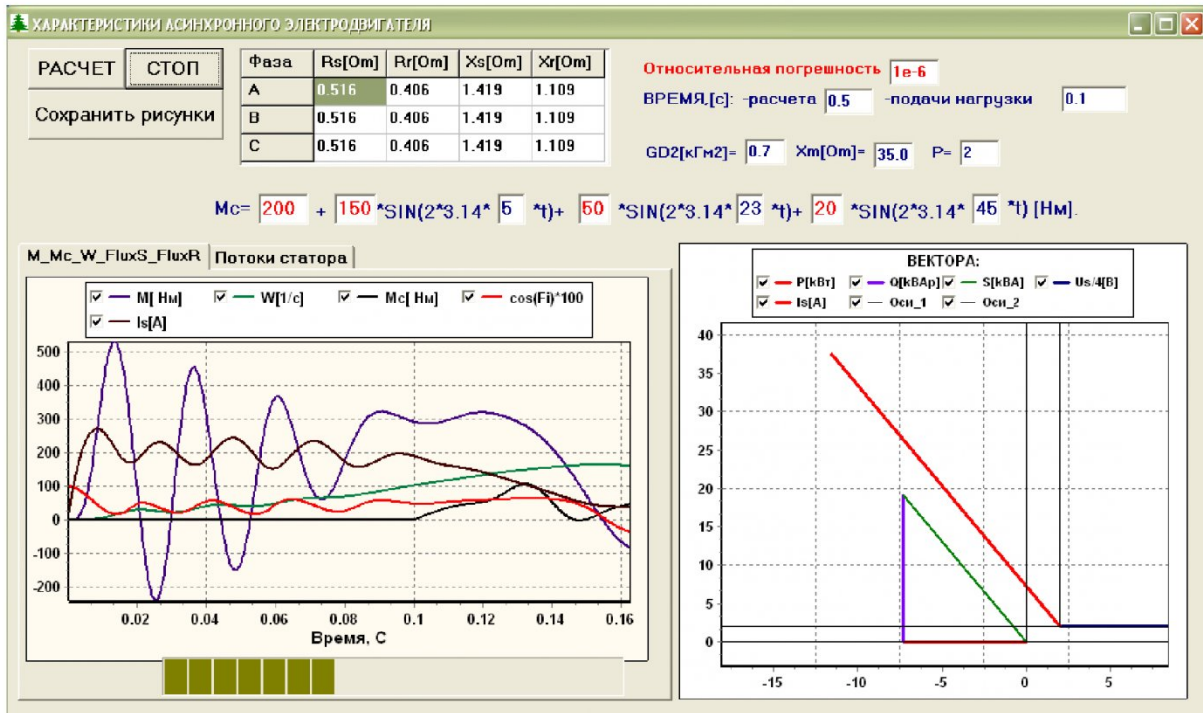 ХАРАКТЕРИСТИКИ АСИНХРОННОГО ЭЛЕКТРОДВИГАТЕЛЯ
РАСЧЕТ СТОП
Сохранить рисунки
Фаза Rs[Om] Rr[Om] Xs[Om] Xr[Om]
A 0.516 0.406 1.419 1.109
B 0.516 0.406 1.419 1.109
C 0.516 0.406 1.419 1.109
Относительная погрешность 1e-6
ВРЕМЯ,[с]: -расчета 0.5 -подачи нагрузки 0.1
GD2[кГм2]= 0.7 Xm[Om]= 35.0 P= 2
Mc= 200 + 150 *SIN(2*3.14* 5 *t)+ 50 *SIN(2*3.14* 23 *t)+ 20 *SIN(2*3.14* 45 *t) [Нм].
M_Mc_W_FluxS_FluxR Потоки статора
M[ Нм] W[1/c] Mc[ Нм] cos(Fi)*100
Is[A]
500
400
300
200
100
0
-100
-200
0.02 0.04 0.06 0.08 0.1 0.12 0.14 0.16
Время, С
ВЕКТОРА:
P[kВт] Q[kВАр] S[kВА] Us/4[В]
Is[A] Оси_1 Оси_2
40
35
30
25
20
15
10
5
0
-15 -10 -5 0 5